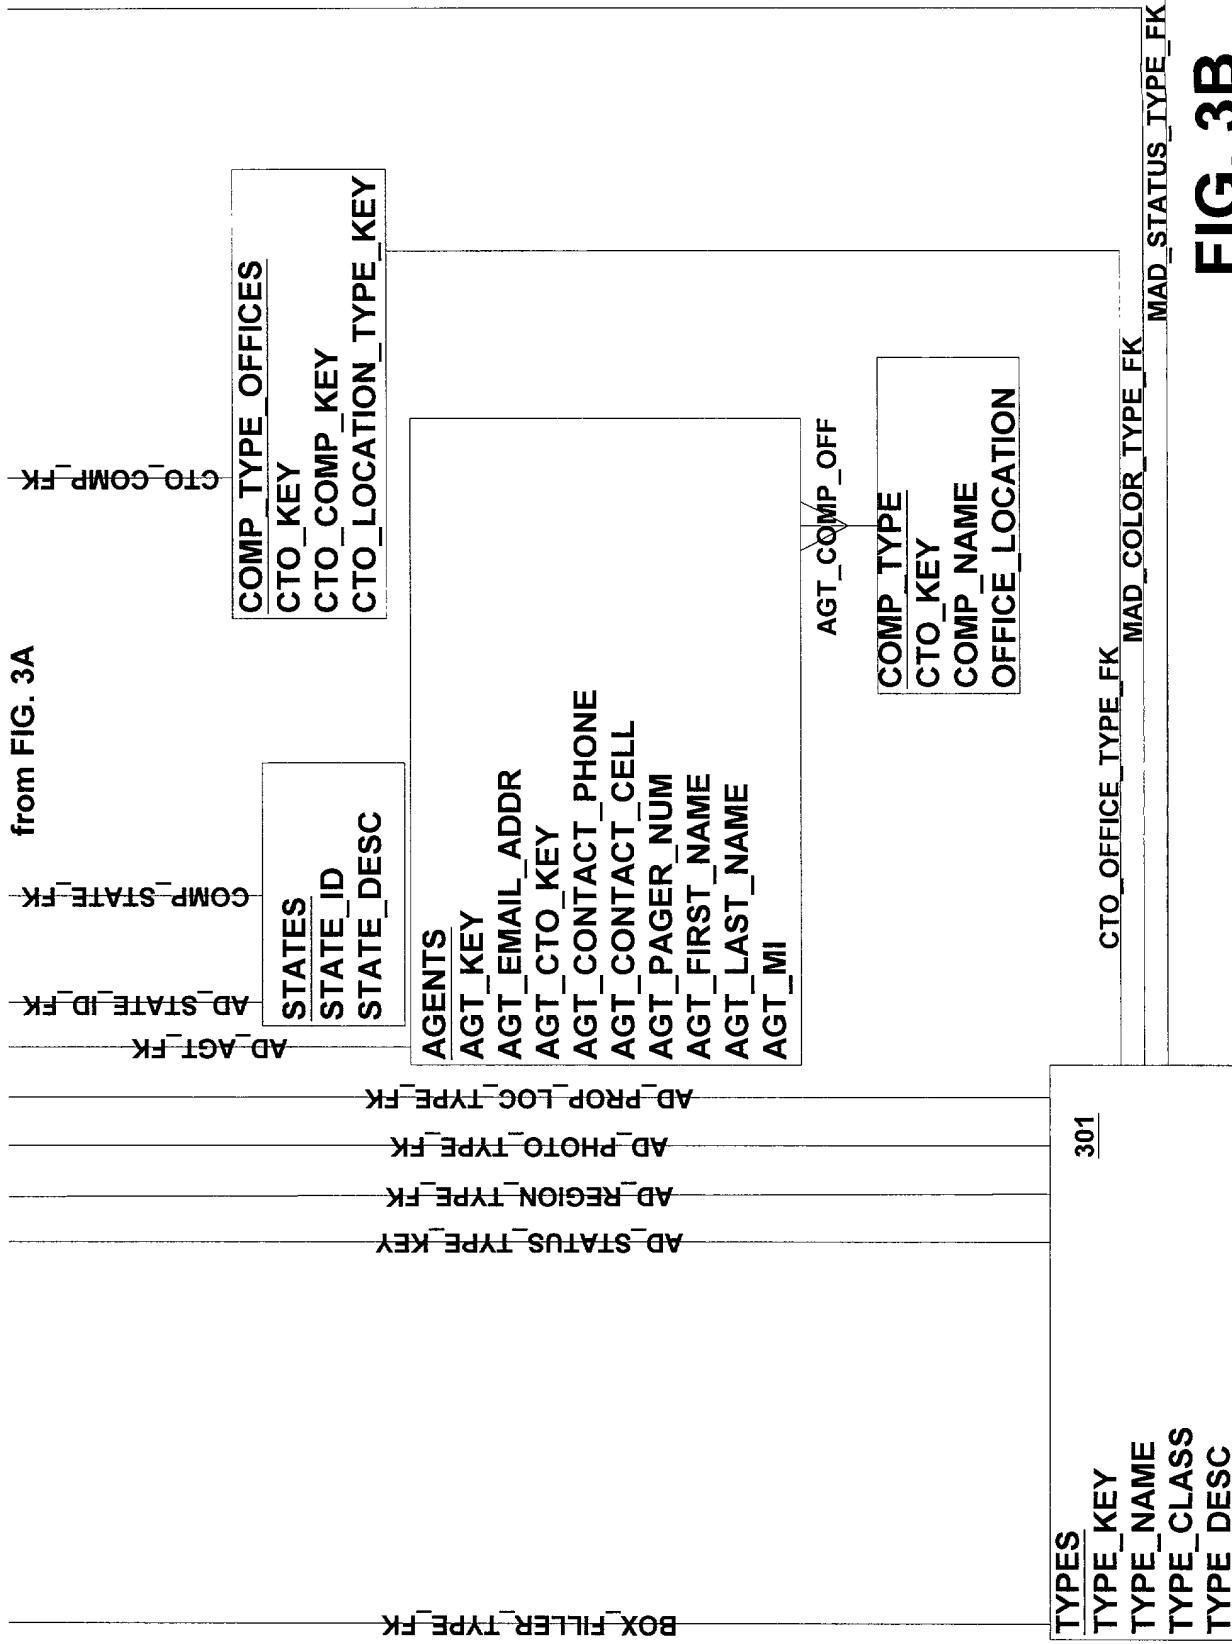 from FIG. 3A
BOX_FILLER_TYPE_FK
AD_STATUS_TYPE_KEY
AD_REGION_TYPE_FK
AD_PHOTO_TYPE_FK
AD_PROP_LOC_TYPE_FK
AD_AGT_FK
AD_STATE_ID_FK
COMP_STATE_FK
CTO_COMP_FK
STATES
STATE_ID
STATE_DESC
COMP_TYPE_OFFICES
CTO_KEY
CTO_COMP_KEY
CTO_LOCATION_TYPE_KEY
AGENTS
AGT_KEY
AGT_EMAIL_ADDR
AGT_CTO_KEY
AGT_CONTACT_PHONE
AGT_CONTACT_CELL
AGT_PAGER_NUM
AGT_FIRST_NAME
AGT_LAST_NAME
AGT_MI
AGT_COMP_OFF
COMP_TYPE
CTO_KEY
COMP_NAME
OFFICE_LOCATION
TYPES
301
TYPE_KEY
TYPE_NAME
TYPE_CLASS
TYPE_DESC
CTO_OFFICE_TYPE_FK
MAD_COLOR_TYPE_FK
MAD_STATUS_TYPE_FK
FIG. 3B